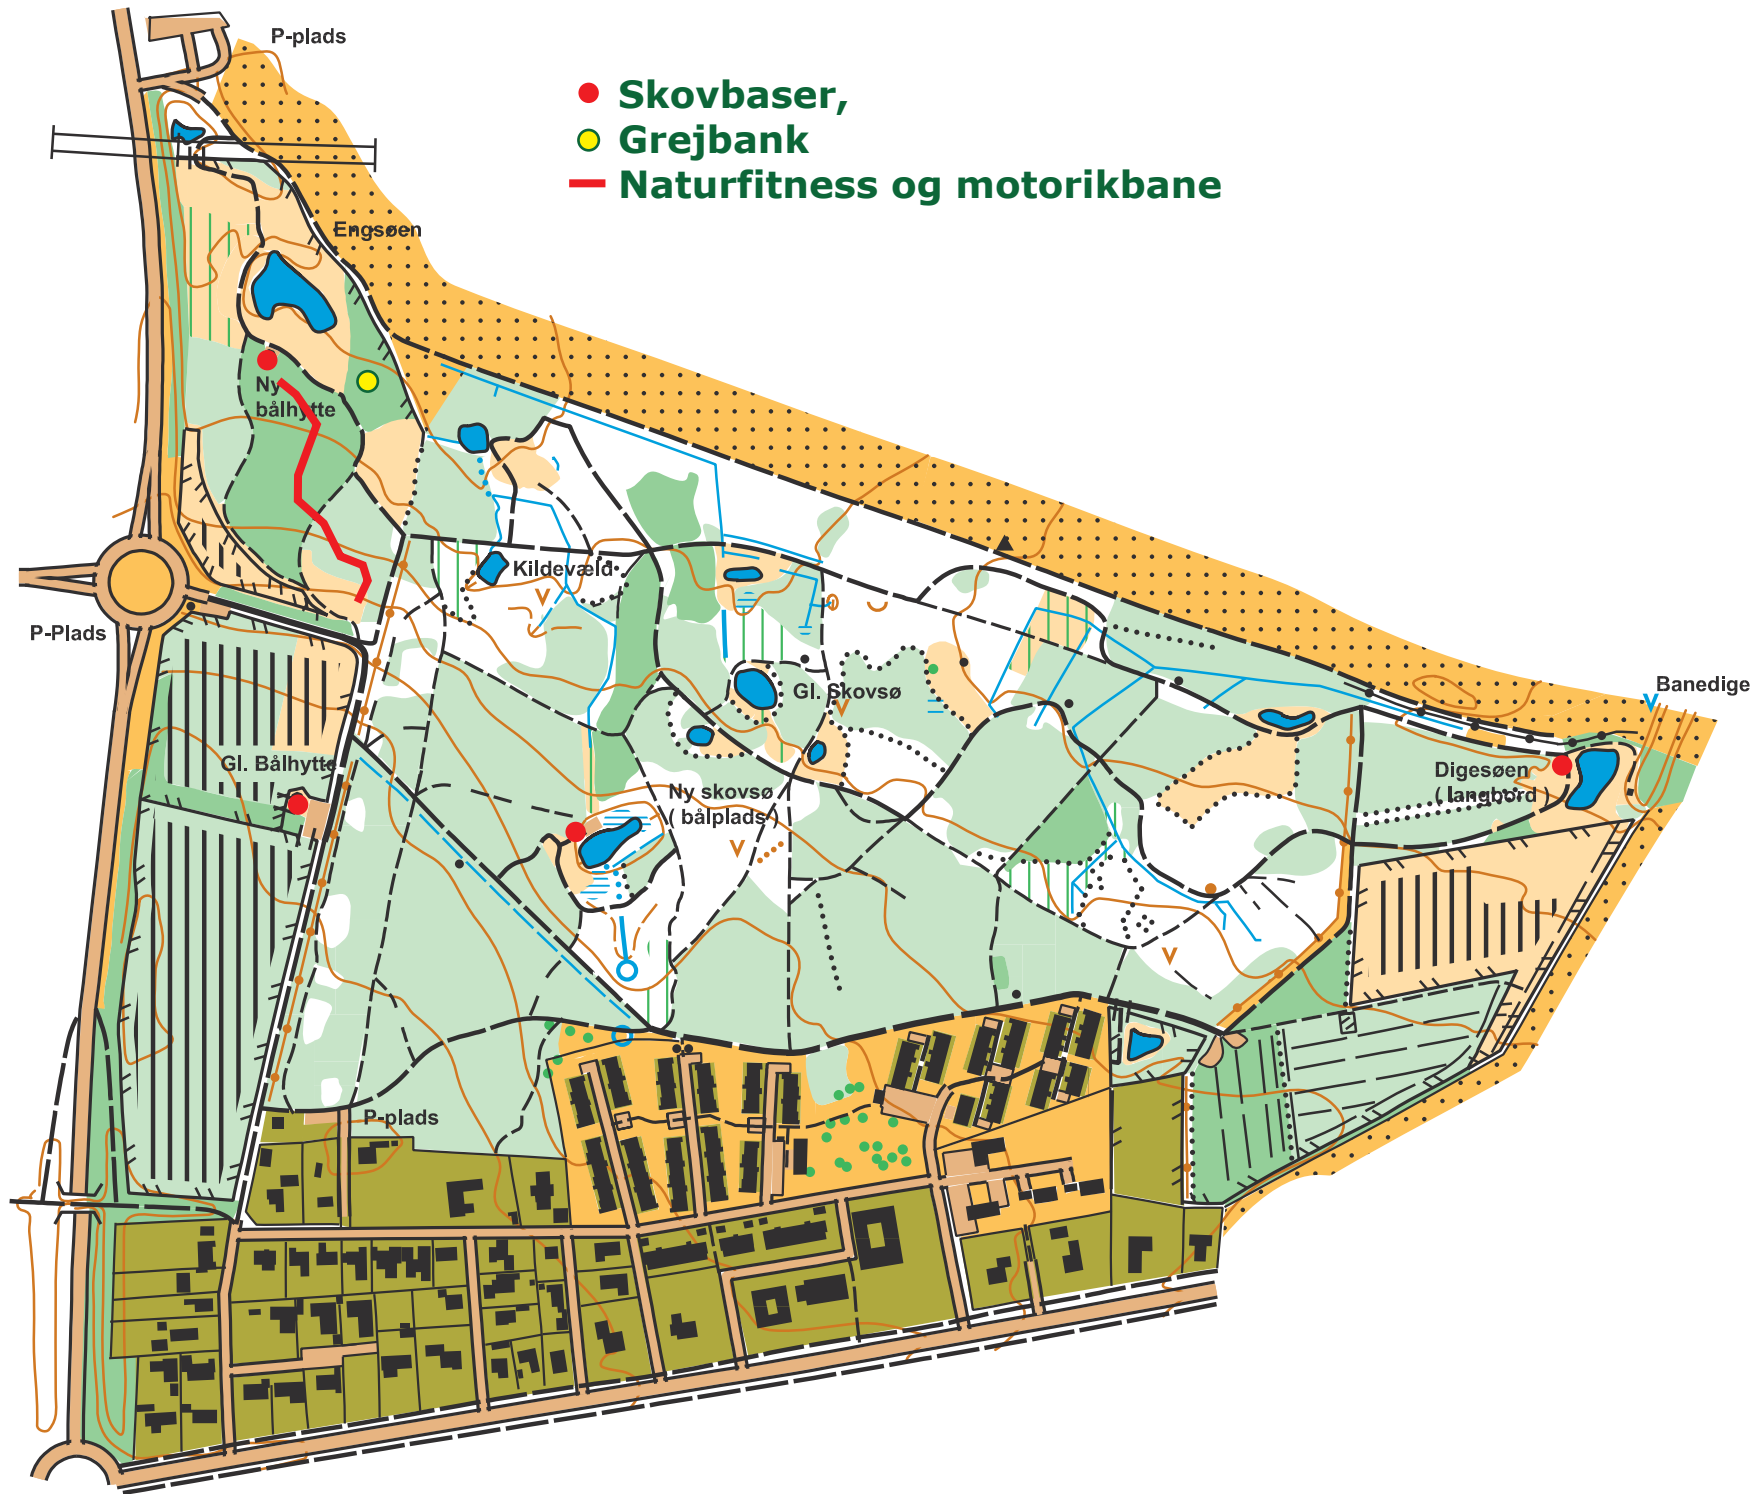 P-plads
Skovbaser,
Grejbank
Naturfitness og motorikbane
Engsøen
Ny
bålhytte
Kildevæld
P-Plads
Gl. Skovsø
Banedige
Gl. Bålhytte
Digesøen
( langbord )
Ny skovsø
( bålplads )
P-plads